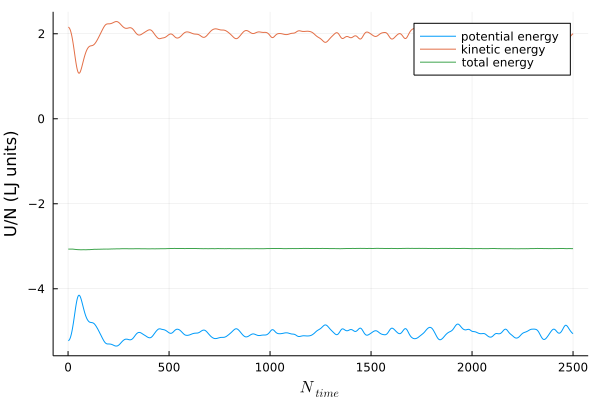 2
0
−2
−4
U/N (LJ units)
potential energy
kinetic energy
total energy
0
500
1000
1500
2000
2500
N_time